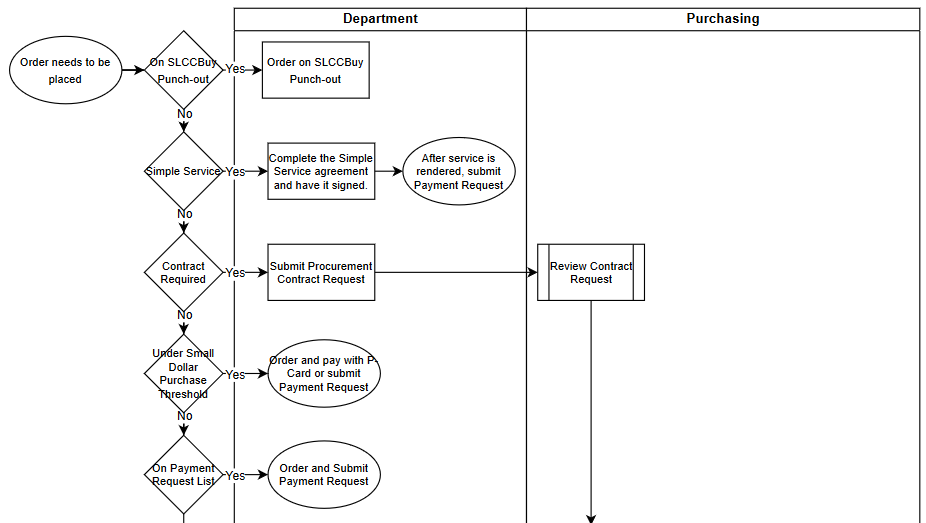 Department
Purchasing
Order needs to be
placed
On SLCCBuy
Punch-out
Yes
Order on SLCCBuy
Punch-out
No
Simple Service
Yes
Complete the Simple
Service agreement
and have it signed.
After service is
rendered, submit
Payment Request
No
Contract
Required
Yes
Submit Procurement
Contract Request
Review Contract
Request
No
Under Small
Dollar
Purchase
Threshold
Yes
Order and pay with P-
Card or submit
Payment Request
No
On Payment
Request List
Yes
Order and Submit
Payment Request